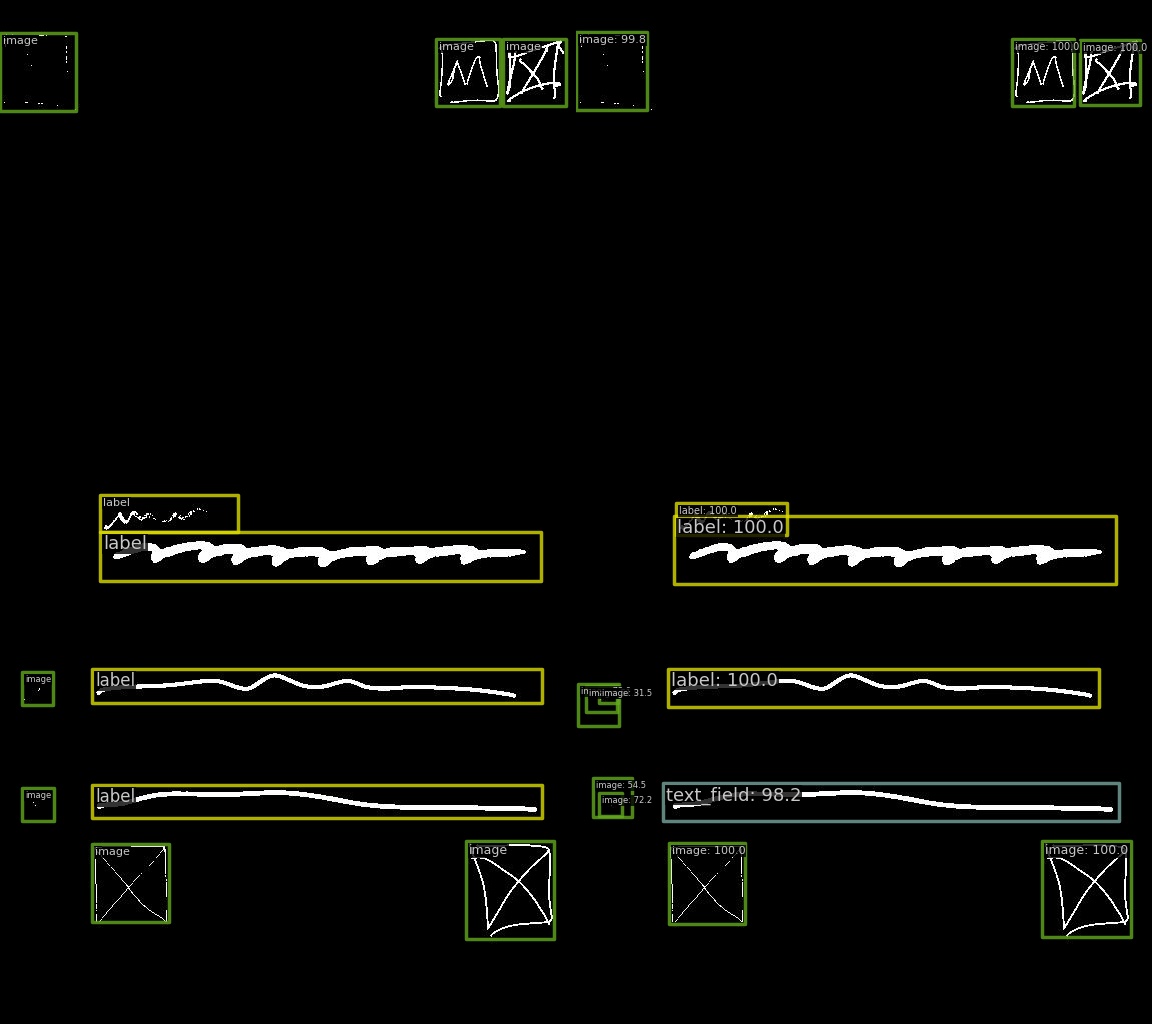 image image image image: 99.8 image: 100.0 image: 100.0
M M
label label: 100.0
label label: 100.0
image label image: 31.5 label: 100.0
image label image: 54.5 image: 72.2 text_field: 98.2
image image image: 100.0 image: 100.0